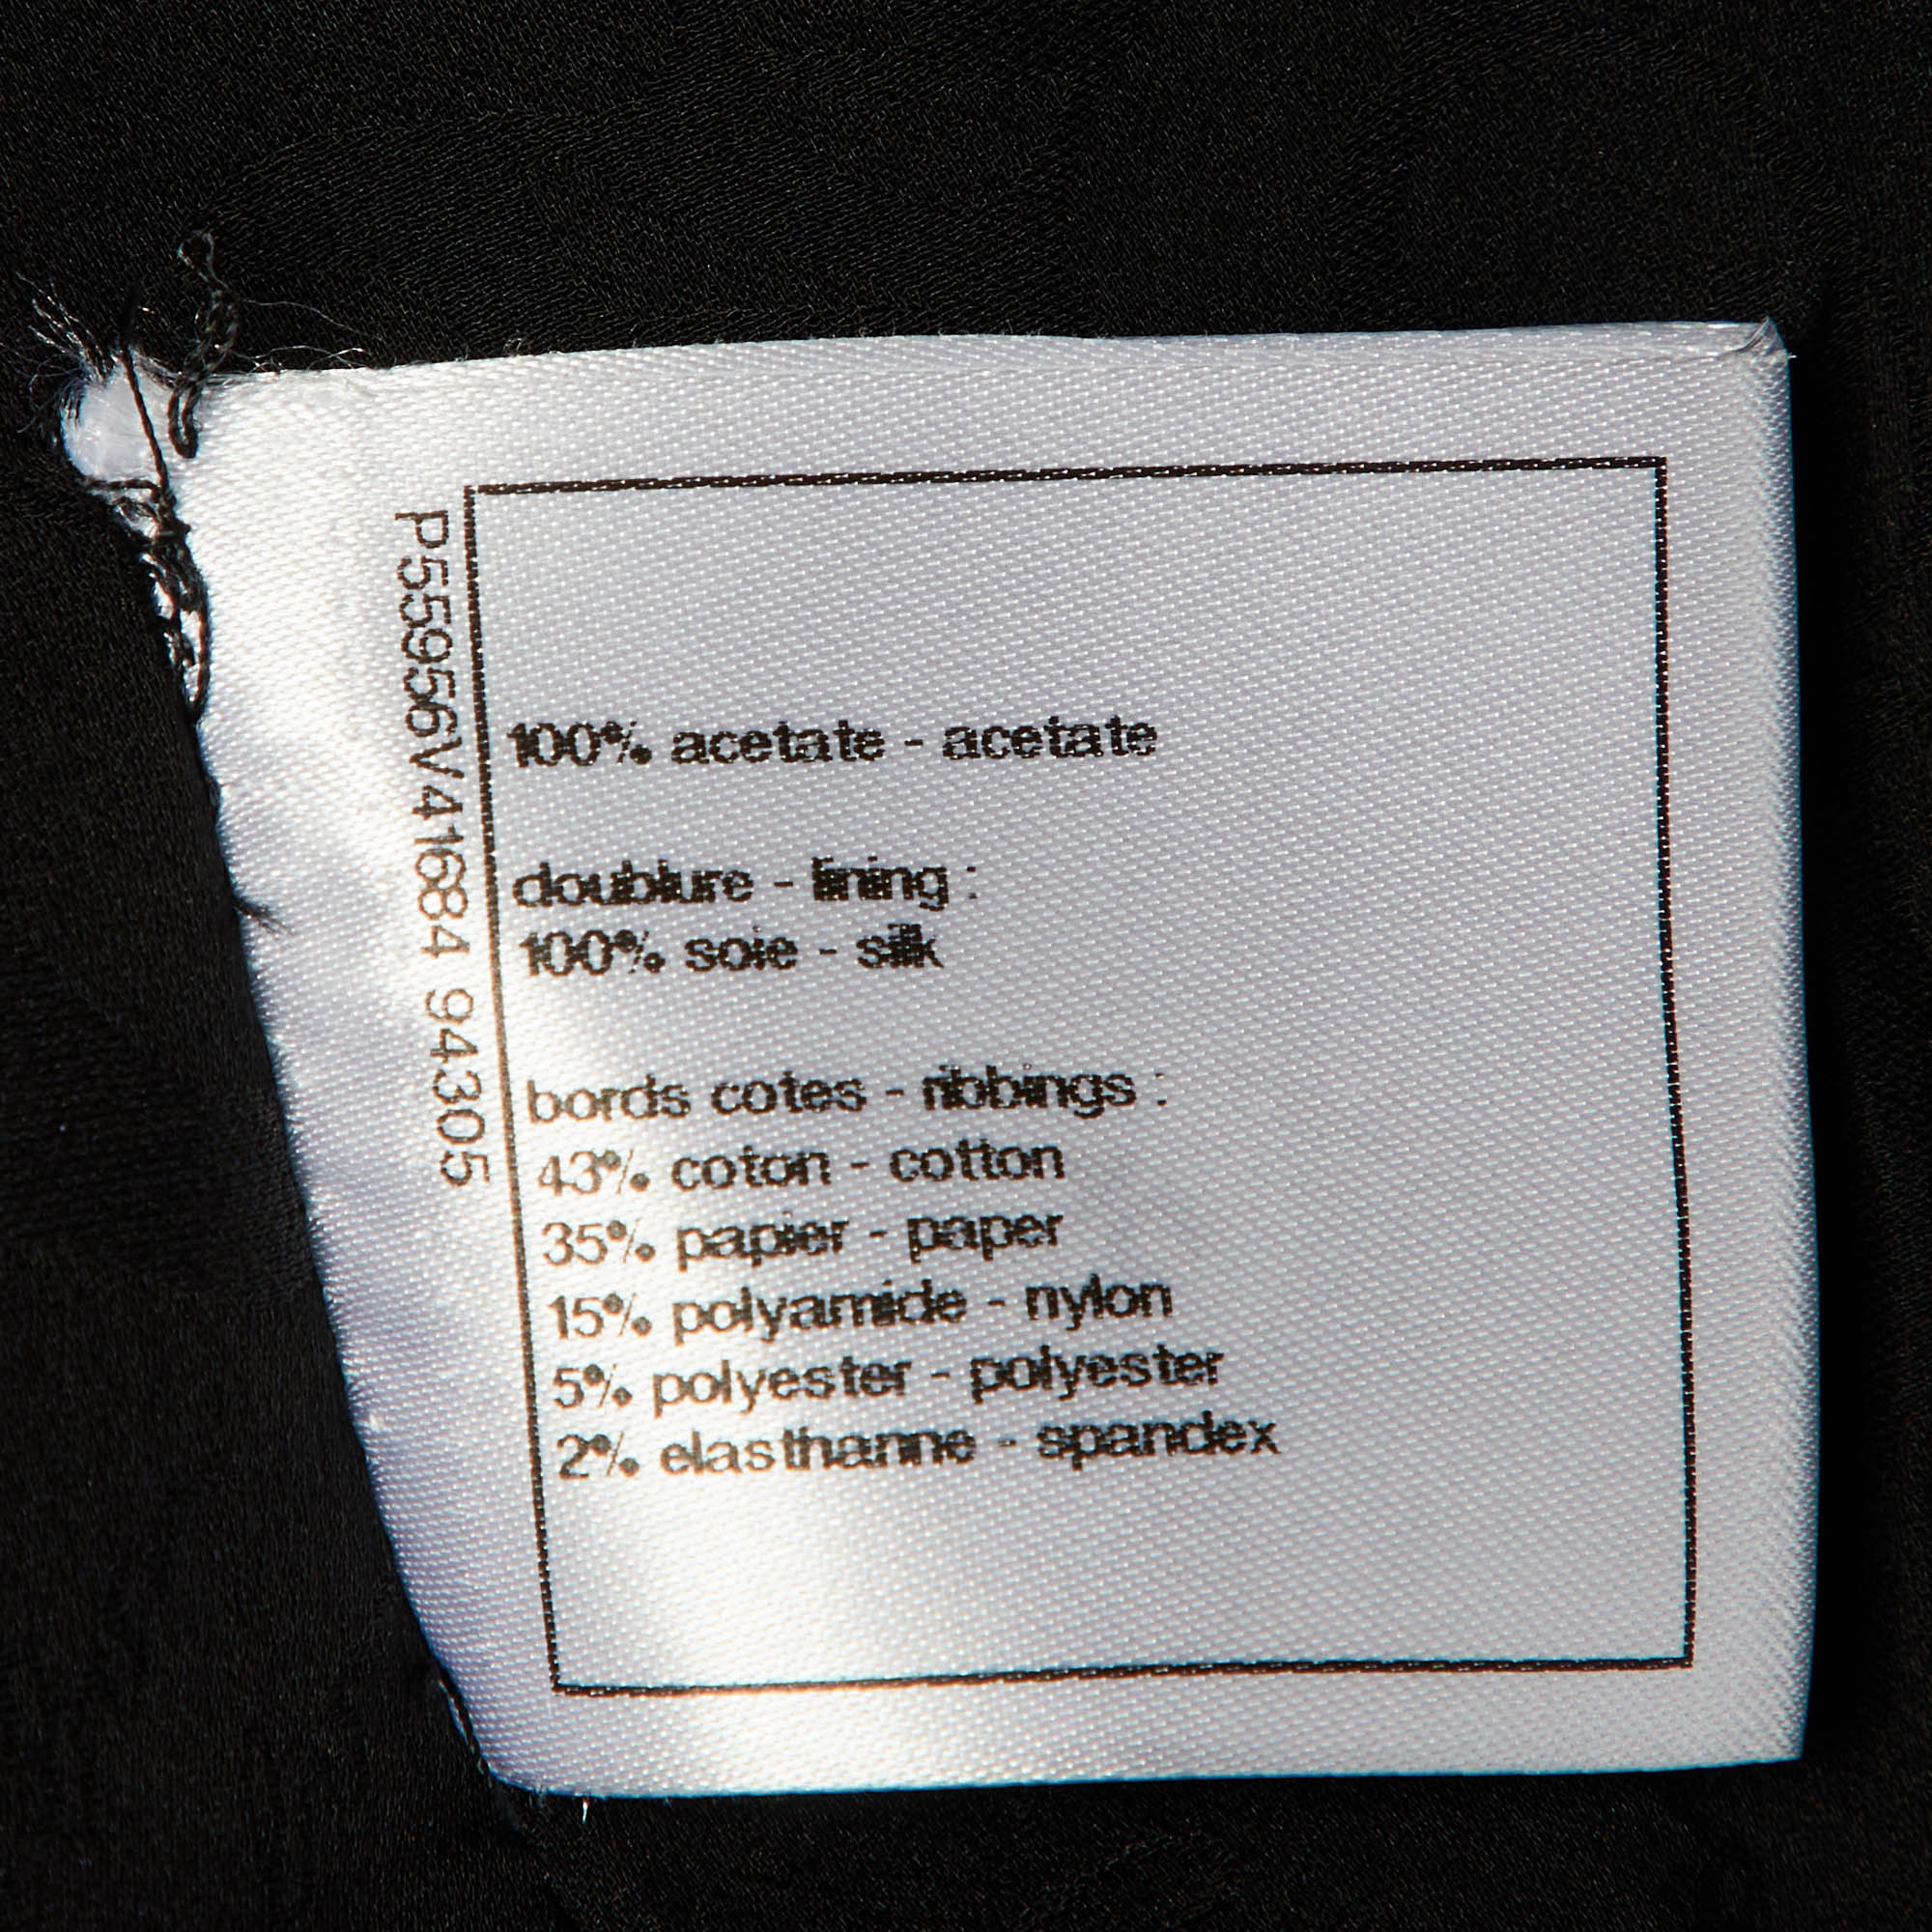 P55956V41684 94305
100% acetate - acetate
doublure - lining :
100% soie - silk
bords cotes - ribbings :
43% coton - cotton
35% papier - paper
15% polyamide - nylon
5% polyester - polyester
2% elasthanne - spandex